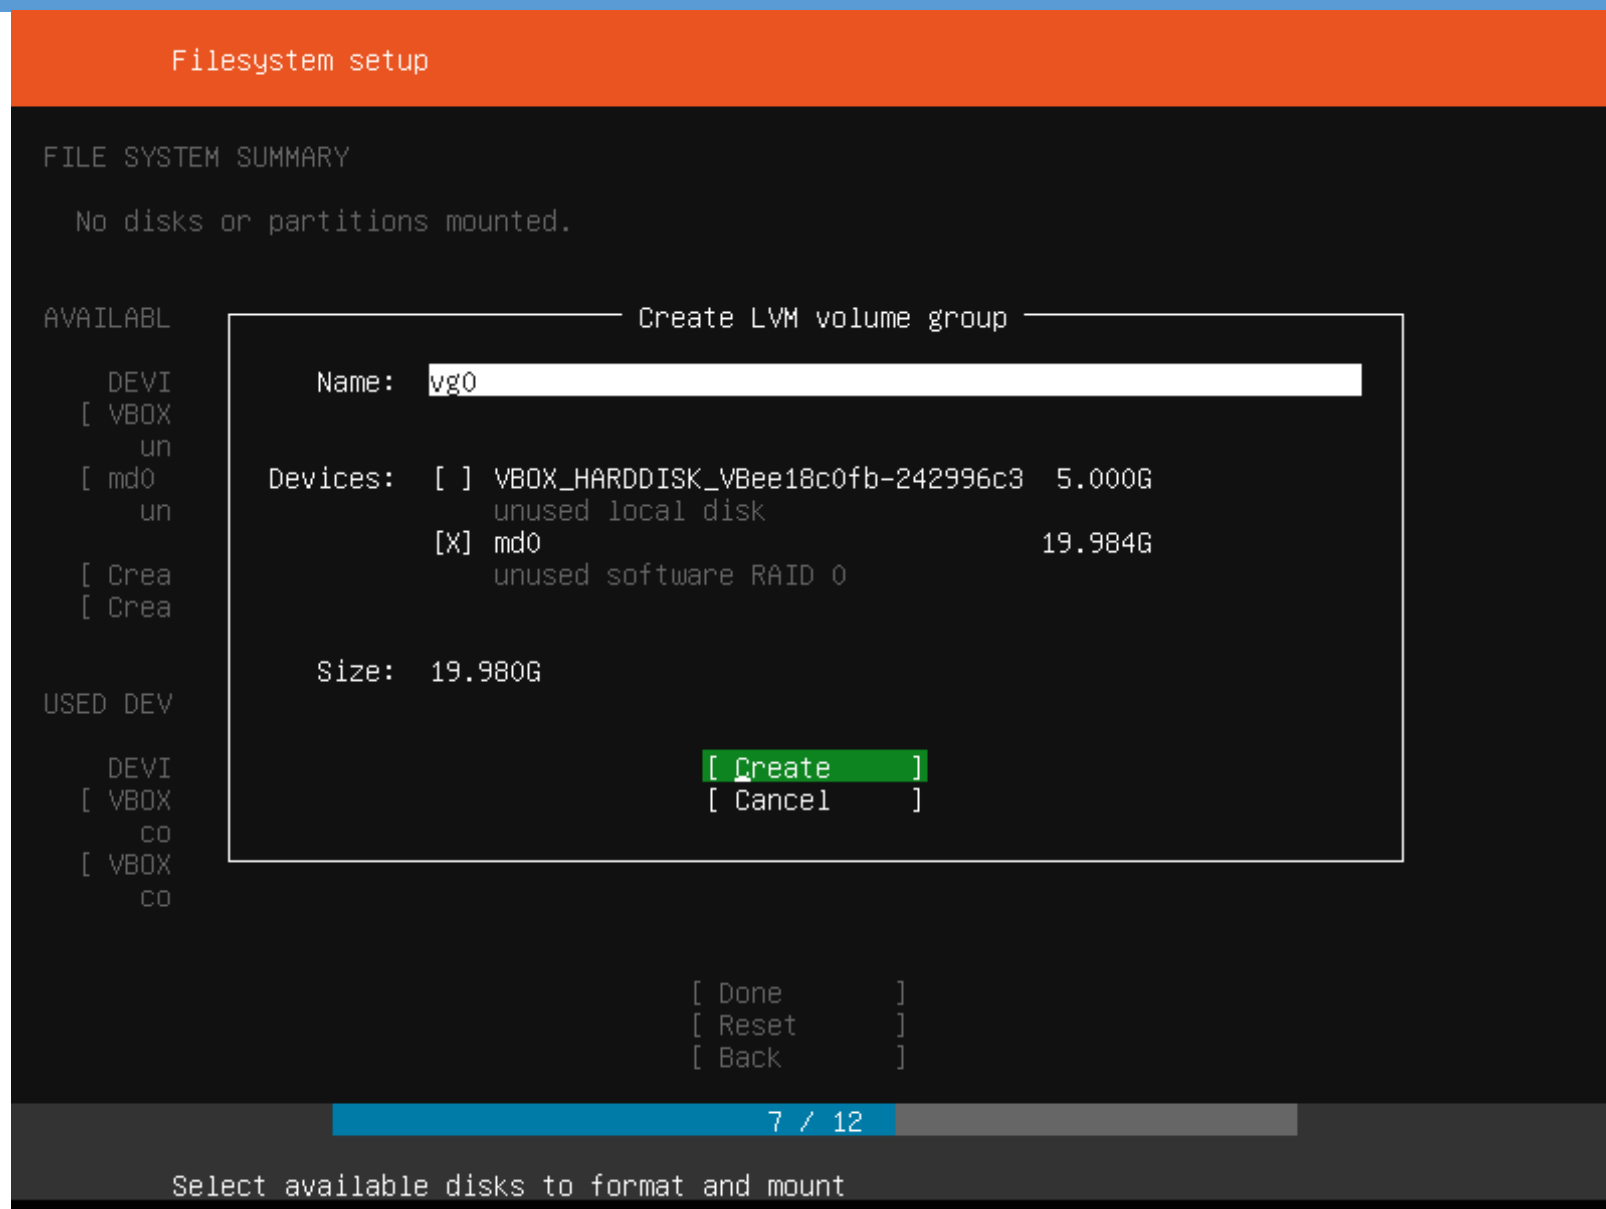 Filesystem setup
FILE SYSTEM SUMMARY
No disks or partitions mounted.
AVAILABL
DEVI
[ VBOX
un
[ md0
un
[ Crea
[ Crea
USED DEV
DEVI
[ VBOX
co
[ VBOX
co
Create LVM volume group
Name: vg0
Devices: [ ] VBOX_HARDDISK_VBee18c0fb-242996c3 5.000G
unused local disk
[X] md0 19.984G
unused software RAID 0
Size: 19.980G
[ Create ]
[ Cancel ]
[ Done ]
[ Reset ]
[ Back ]
7 / 12
Select available disks to format and mount